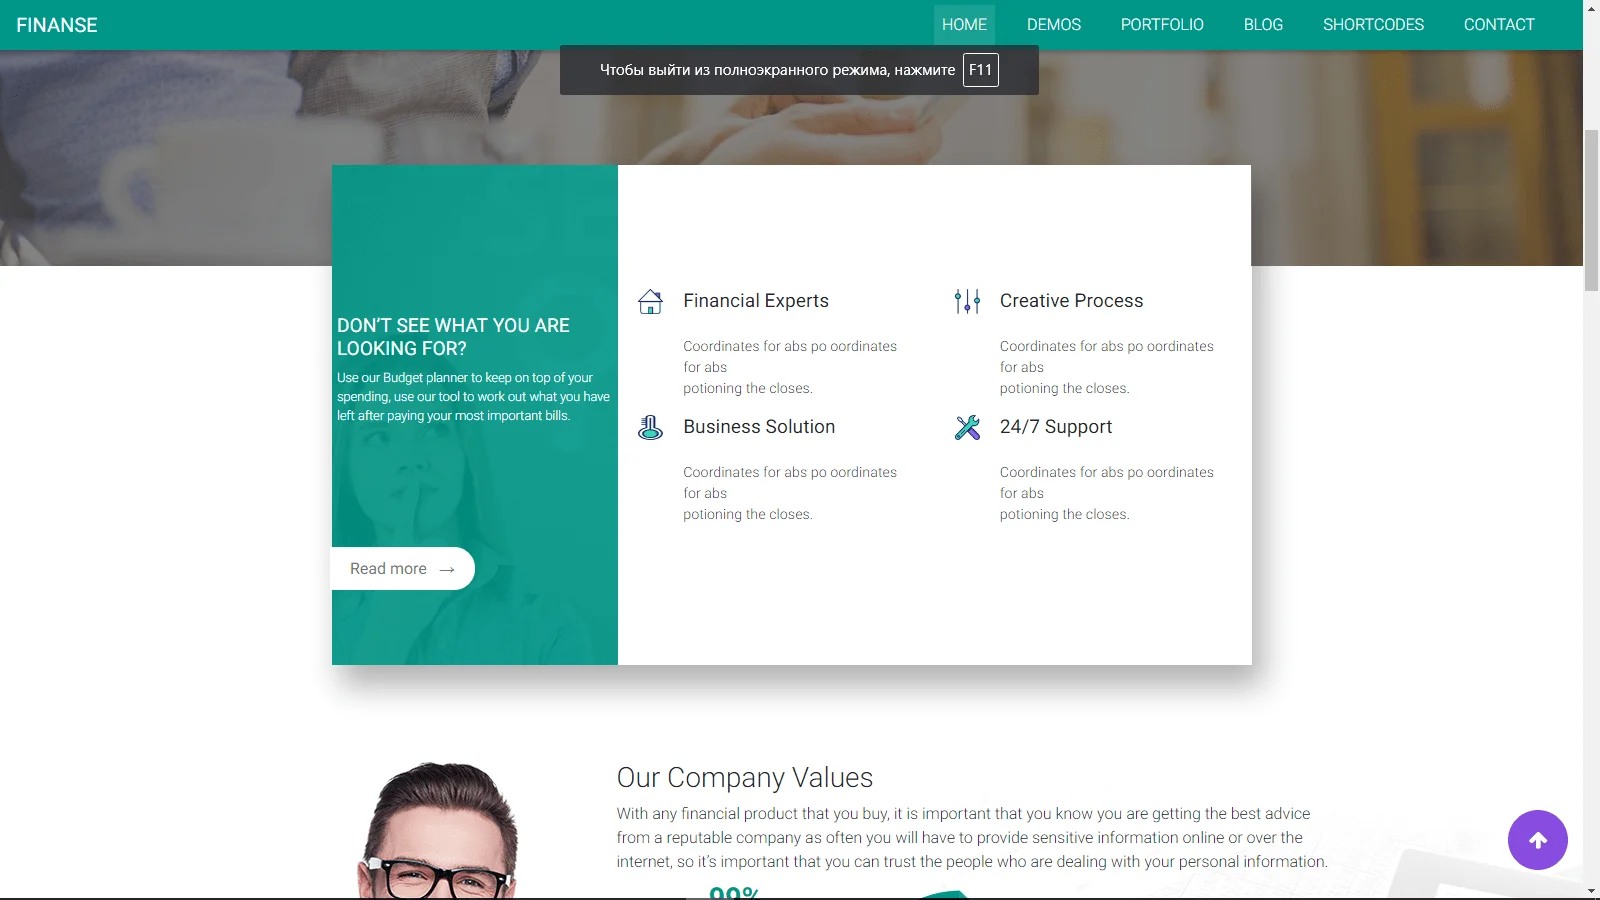 FINANSE
HOME
DEMOS
PORTFOLIO
BLOG
SHORTCODES
CONTACT
Чтобы выйти из полноэкранного режима, нажмите F11
DON’T SEE WHAT YOU ARE
LOOKING FOR?
Use our Budget planner to keep on top of your
spending, use our tool to work out what you have
left after paying your most important bills.
Read more →
Financial Experts
Coordinates for abs po oordinates
for abs
potioning the closes.
Creative Process
Coordinates for abs po oordinates
for abs
potioning the closes.
Business Solution
Coordinates for abs po oordinates
for abs
potioning the closes.
24/7 Support
Coordinates for abs po oordinates
for abs
potioning the closes.
Our Company Values
With any financial product that you buy, it is important that you know you are getting the best advice
from a reputable company as often you will have to provide sensitive information online or over the
internet, so it’s important that you can trust the people who are dealing with your personal information.
99%